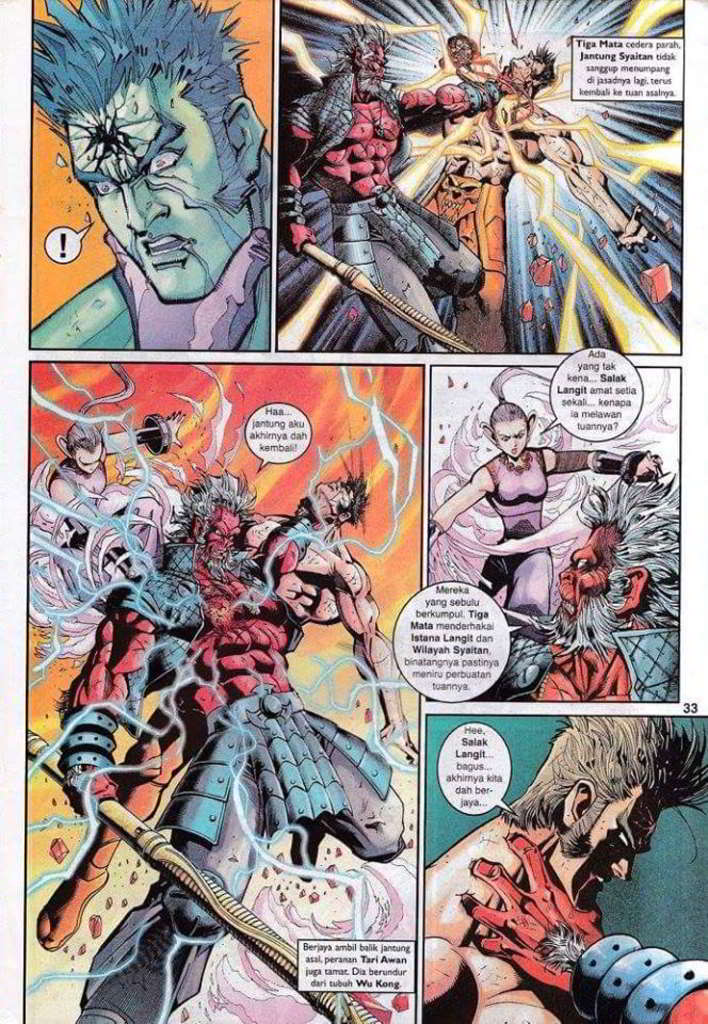 !
Tiga Mata cedera parah,
Jantung Syaitan tidak
sanggup menumpang
di jasadnya lagi, terus
kembali ke tuan asalnya.
Haa...
jantung aku
akhirnya dah
kembali!
Ada
yang tak
kena... Salak
Langit amat setia
sekali... kenapa
ia melawan
tuannya?
Mereka
yang sebulu
berkumpul. Tiga
Mata menderhakai
Istana Langit dan
Wilayah Syaitan,
binatangnya pastinya
meniru perbuatan
tuannya.
33
Hee,
Salak
Langit...
bagus...
akhirnya kita
dah ber-
jaya...
Berjaya ambil balik jantung
asal, peranan Tari Awan
juga tamat. Dia berundur
dari tubuh Wu Kong.